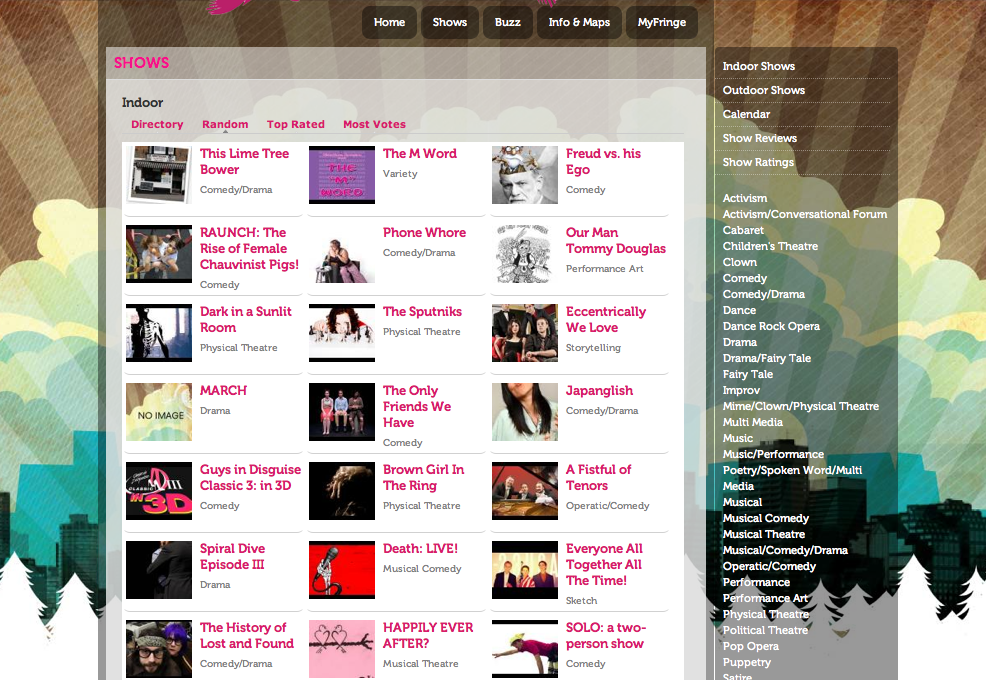 Home
Shows
Buzz
Info & Maps
MyFringe
SHOWS
Indoor
Directory
Random
Top Rated
Most Votes
This Lime Tree
Bower
Comedy/Drama
THE
"M"
WORD
The M Word
Variety
Freud vs. his
Ego
Comedy
RAUNCH: The
Rise of Female
Chauvinist Pigs!
Comedy
Phone Whore
Comedy/Drama
Our Man
Tommy Douglas
Performance Art
Dark in a Sunlit
Room
Physical Theatre
The Sputniks
Physical Theatre
Eccentrically
We Love
Storytelling
NO IMAGE
MARCH
Drama
The Only
Friends We
Have
Comedy
Japanglish
Comedy/Drama
CLASSIC III
IN 3D
Guys in Disguise
Classic 3: in 3D
Comedy
Brown Girl In
The Ring
Physical Theatre
A Fistful of
Tenors
Operatic/Comedy
Spiral Dive
Episode III
Drama
Death: LIVE!
Musical Comedy
Everyone All
Together All
The Time!
Sketch
The History of
Lost and Found
Comedy/Drama
HAPPILY EVER
AFTER?
Musical Theatre
SOLO: a two-
person show
Comedy
Indoor Shows
Outdoor Shows
Calendar
Show Reviews
Show Ratings
Activism
Activism/Conversational Forum
Cabaret
Children's Theatre
Clown
Comedy
Comedy/Drama
Dance
Dance Rock Opera
Drama
Drama/Fairy Tale
Fairy Tale
Improv
Mime/Clown/Physical Theatre
Multi Media
Music
Music/Performance
Poetry/Spoken Word/Multi
Media
Musical
Musical Comedy
Musical Theatre
Musical/Comedy/Drama
Operatic/Comedy
Performance
Performance Art
Physical Theatre
Political Theatre
Pop Opera
Puppetry
Satire